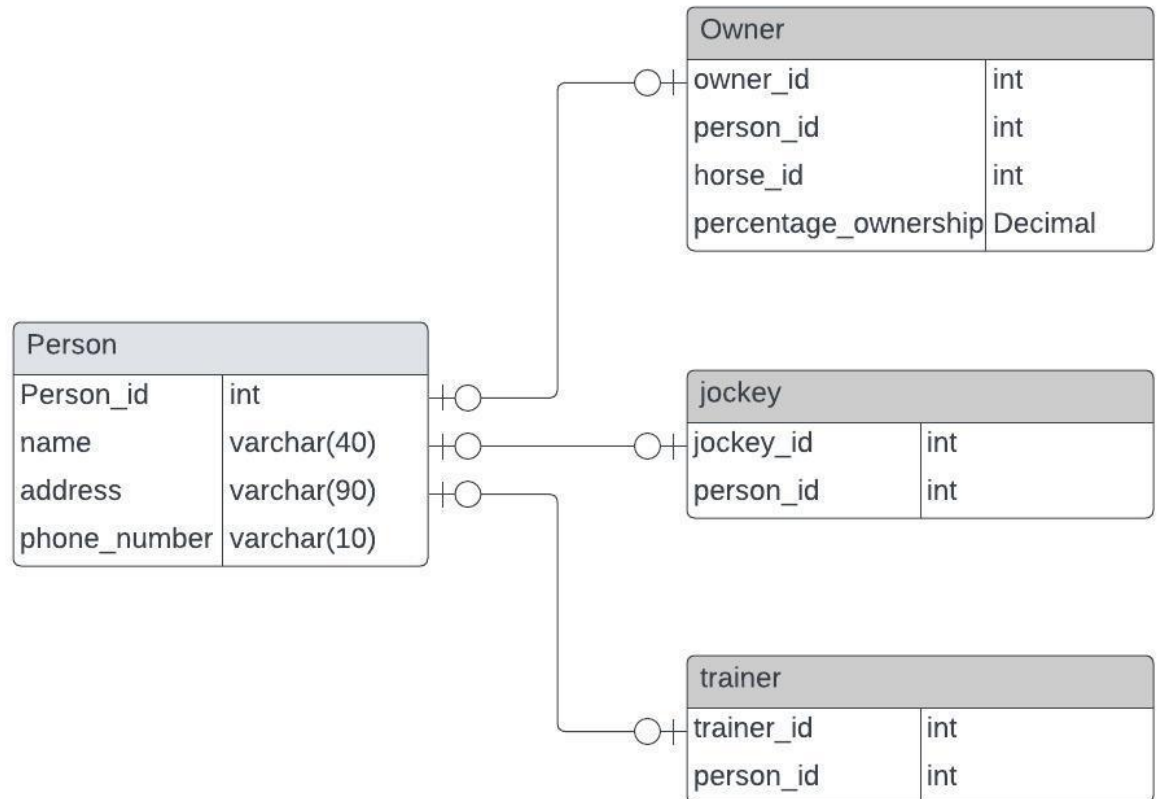 Owner
owner_id int
person_id int
horse_id int
percentage_ownership Decimal
Person
Person_id int
name varchar(40)
address varchar(90)
phone_number varchar(10)
jockey
jockey_id int
person_id int
trainer
trainer_id int
person_id int